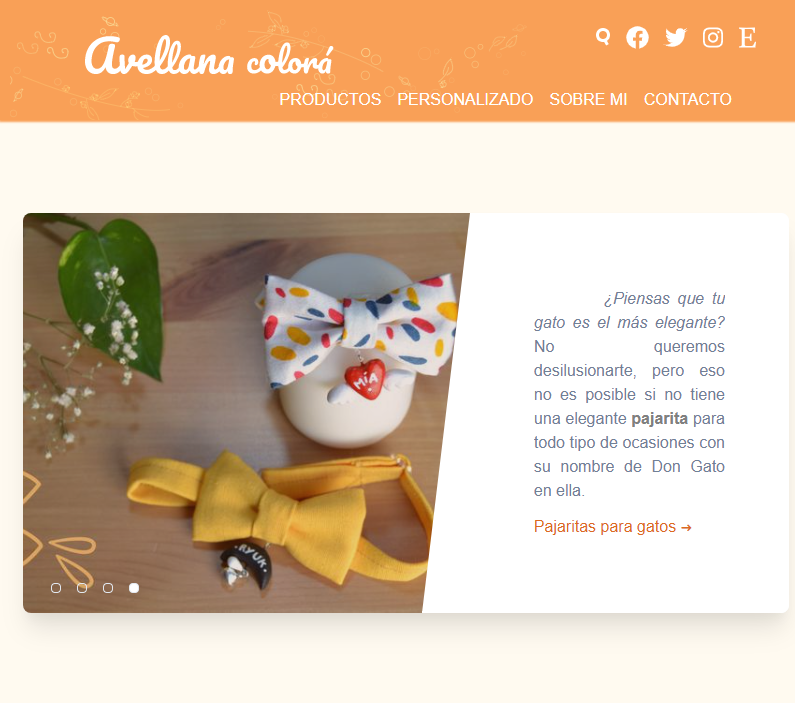 Avellana colorá
PRODUCTOS PERSONALIZADO SOBRE MI CONTACTO
MÍA
RYUK
¿Piensas que tu
gato es el más elegante?
No queremos
desilusionarte, pero eso
no es posible si no tiene
una elegante pajarita para
todo tipo de ocasiones con
su nombre de Don Gato
en ella.
Pajaritas para gatos →